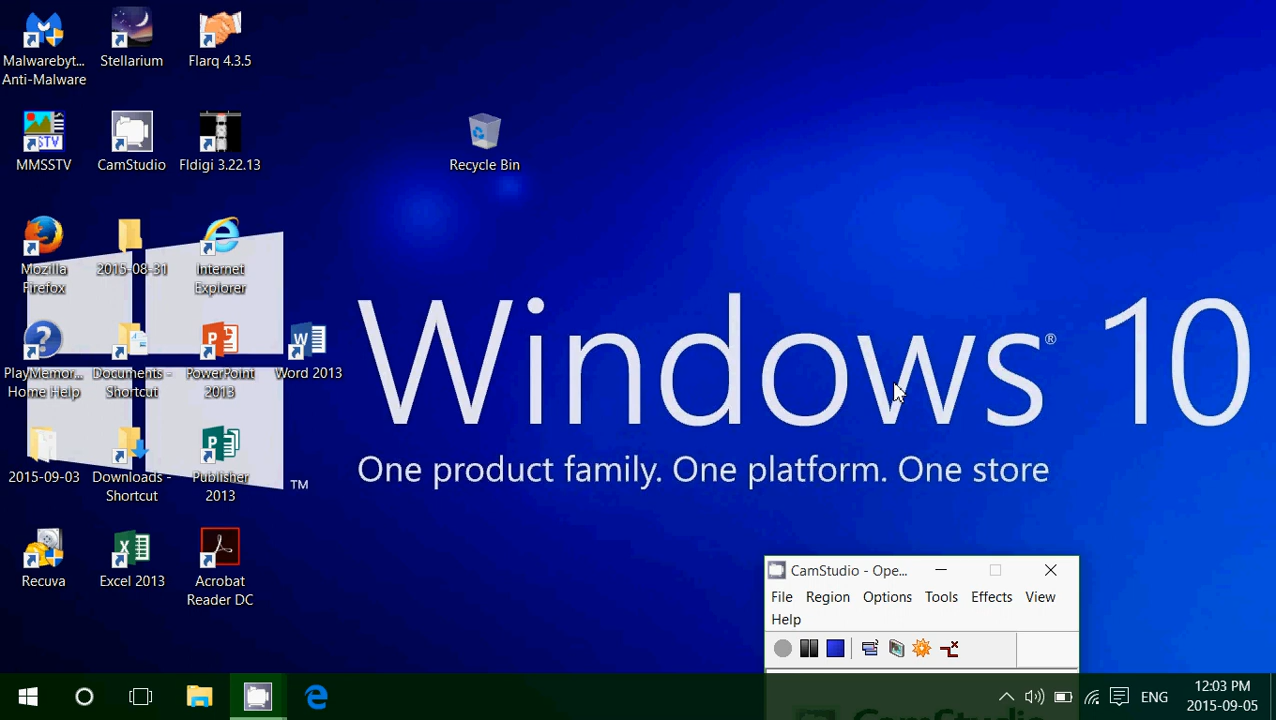 Malwarebyt...
Anti-Malware
Stellarium
Flarq 4.3.5
MMSSTV
CamStudio
Fldigi 3.22.13
Recycle Bin
Mozilla
Firefox
2015-08-31
Internet
Explorer
PlayMemor...
Home Help
Documents -
Shortcut
PowerPoint
2013
Word 2013
Windows® 10
One product family. One platform. One store
2015-09-03
Downloads -
Shortcut
Publisher
2013
TM
Recuva
Excel 2013
Acrobat
Reader DC
CamStudio - Ope...
File Region Options Tools Effects View
Help
CamStudio
ENG
12:03 PM
2015-09-05